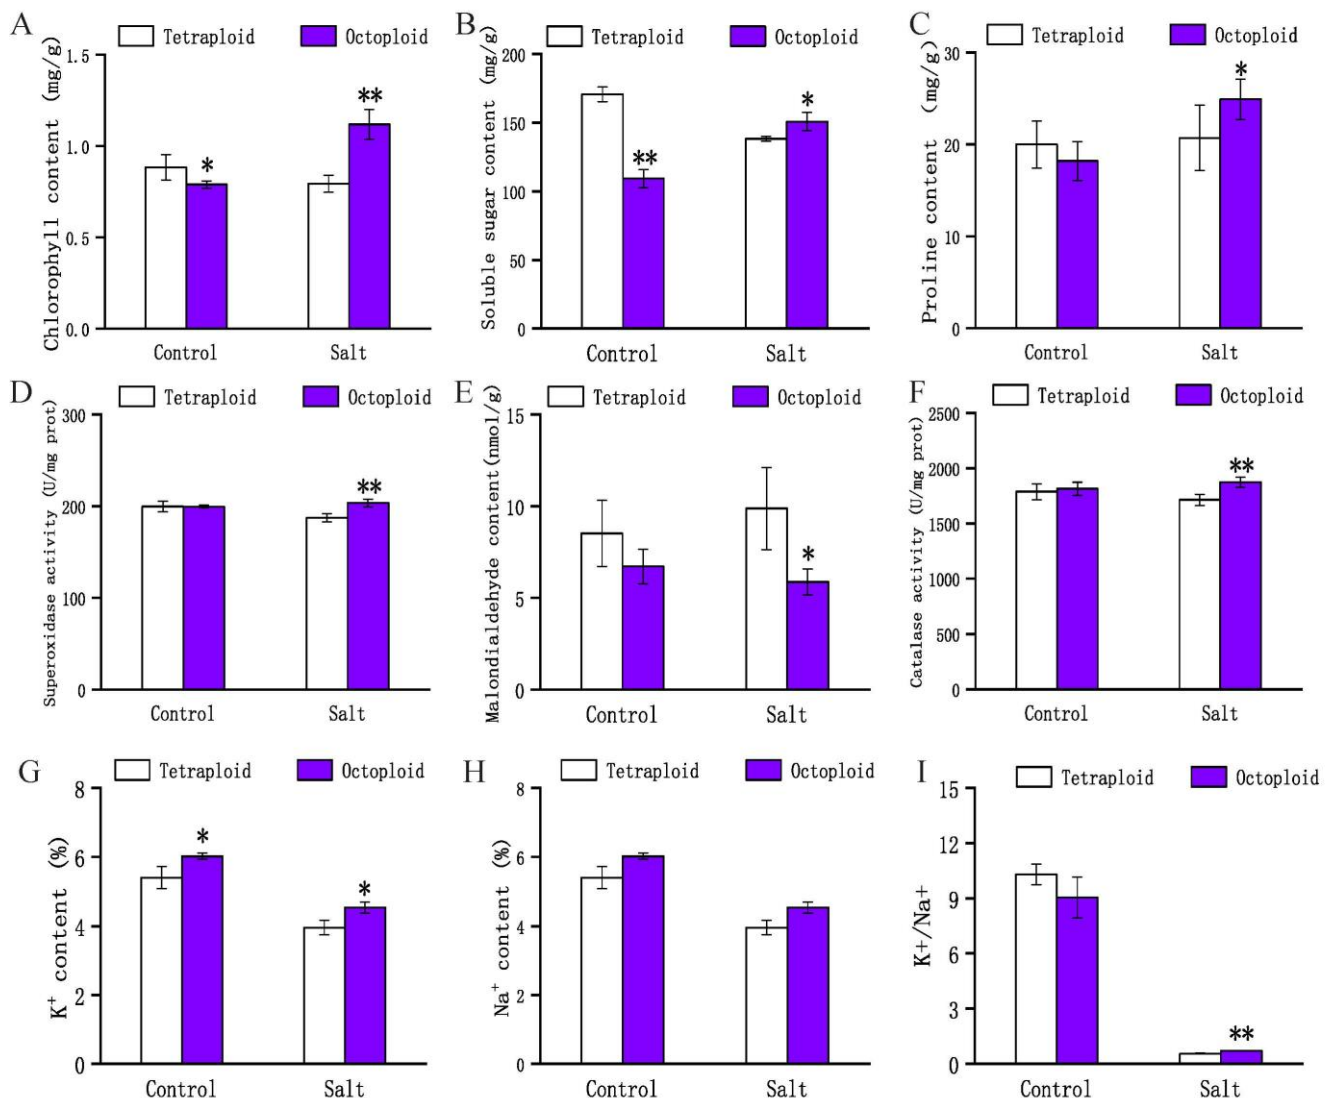 A
Tetraploid Octoploid
Chlorophyll content (mg/g)
1.5
**
1.0
*
0.5
0.0
Control Salt
B
Tetraploid Octoploid
Soluble sugar content (mg/g)
200
*
150
**
100
50
0
Control Salt
C
Tetraploid Octoploid
Proline content (mg/g)
30
*
20
10
0
Control Salt
D
Tetraploid Octoploid
Superoxidase activity (U/mg prot)
300
**
200
100
0
Control Salt
E
Tetraploid Octoploid
Malondialdehyde content(nmol/g)
15
10
*
5
0
Control Salt
F
Tetraploid Octoploid
Catalase activity (U/mg prot)
2500
**
2000
1500
1000
500
0
Control Salt
G
Tetraploid Octoploid
K⁺ content (%)
8
*
6
*
4
2
0
Control Salt
H
Tetraploid Octoploid
Na⁺ content (%)
8
6
4
2
0
Control Salt
I
Tetraploid Octoploid
K+/Na+
15
12
9
6
3
**
0
Control Salt